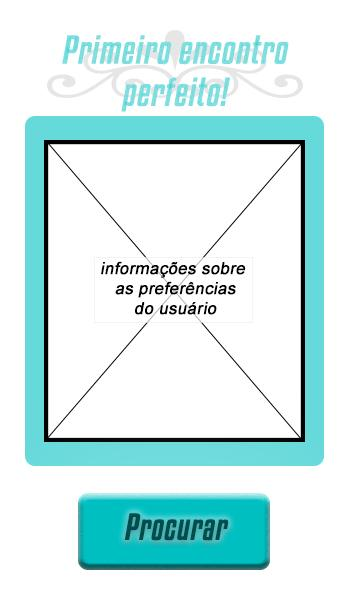 Primeiro encontro
perfeito!
informações sobre
as preferências
do usuário
Procurar